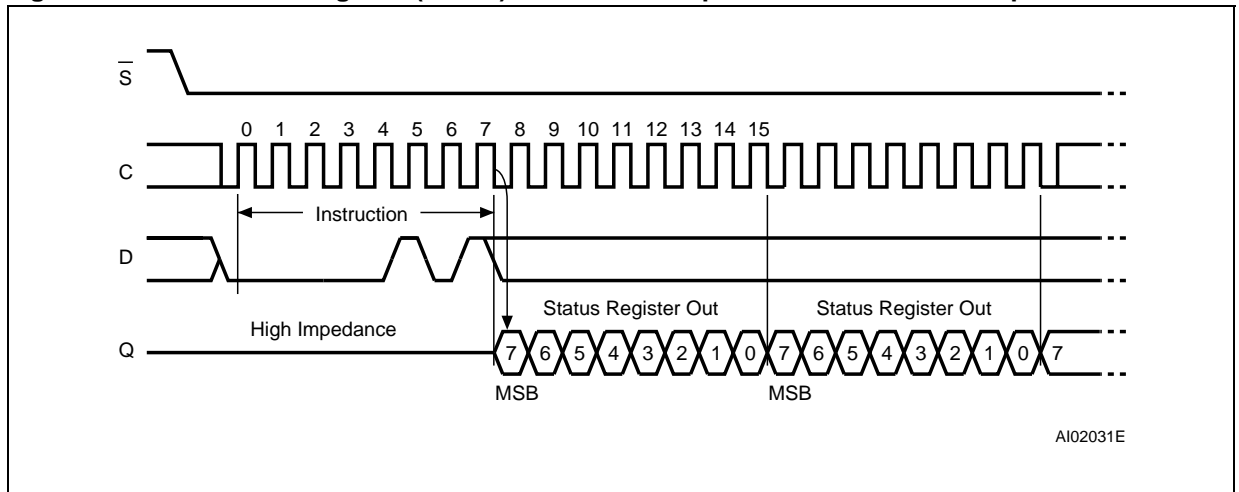 S
0 1 2 3 4 5 6 7 8 9 10 11 12 13 14 15
C
Instruction
D
Status Register Out Status Register Out
High Impedance
Q 7 6 5 4 3 2 1 0 7 6 5 4 3 2 1 0 7
MSB MSB
AI02031E